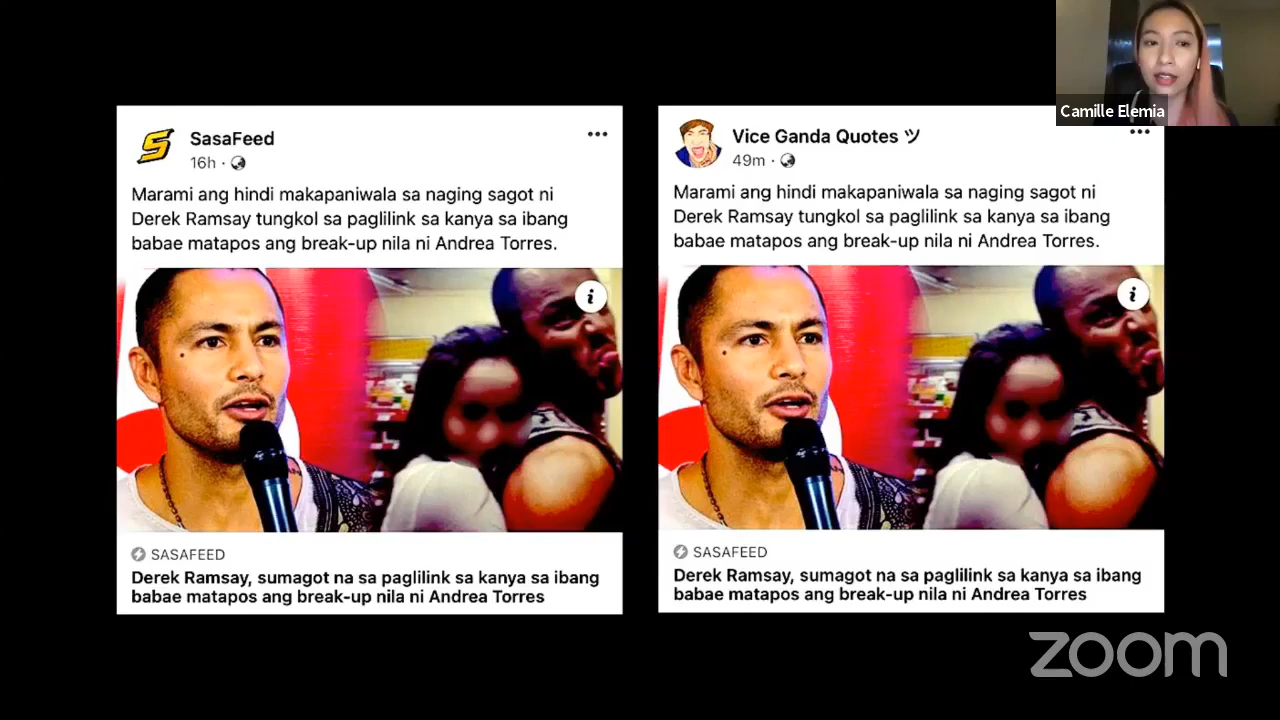 Camille Elemia
SasaFeed
16h ·
Marami ang hindi makapaniwala sa naging sagot ni
Derek Ramsay tungkol sa paglilink sa kanya sa ibang
babae matapos ang break-up nila ni Andrea Torres.
i
SASAFEED
Derek Ramsay, sumagot na sa paglilink sa kanya sa ibang
babae matapos ang break-up nila ni Andrea Torres
Vice Ganda Quotes ツ
49m ·
Marami ang hindi makapaniwala sa naging sagot ni
Derek Ramsay tungkol sa paglilink sa kanya sa ibang
babae matapos ang break-up nila ni Andrea Torres.
i
SASAFEED
Derek Ramsay, sumagot na sa paglilink sa kanya sa ibang
babae matapos ang break-up nila ni Andrea Torres
zoom